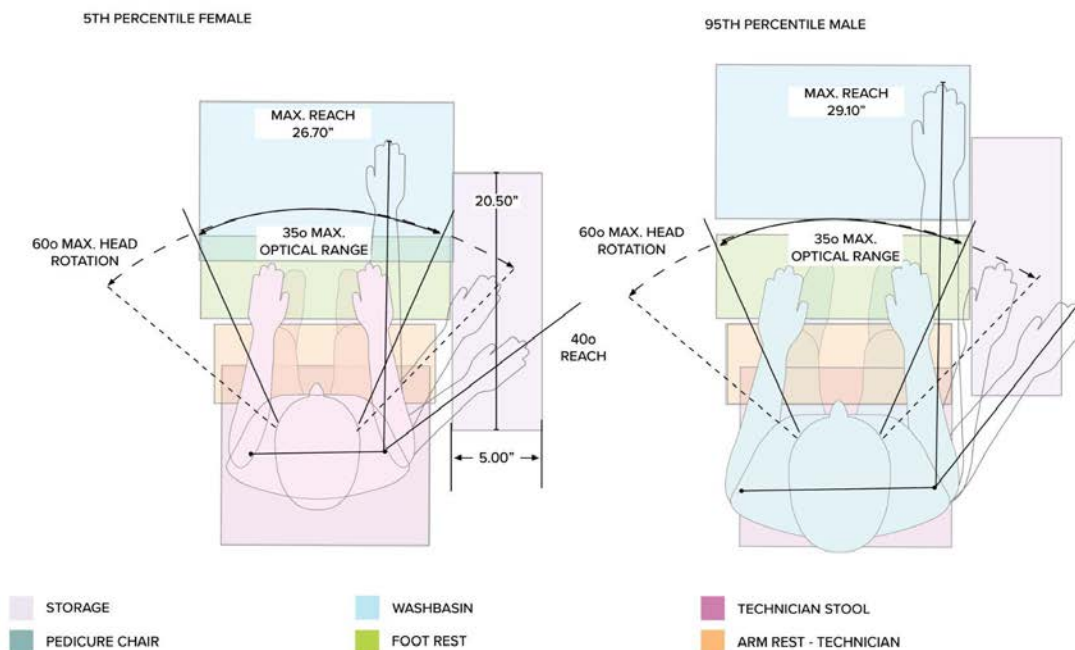 5TH PERCENTILE FEMALE
95TH PERCENTILE MALE
MAX. REACH
26.70"
20.50"
60o MAX. HEAD
ROTATION
35o MAX.
OPTICAL RANGE
40o
REACH
5.00"
MAX. REACH
29.10"
60o MAX. HEAD
ROTATION
35o MAX.
OPTICAL RANGE
STORAGE
WASHBASIN
TECHNICIAN STOOL
PEDICURE CHAIR
FOOT REST
ARM REST - TECHNICIAN